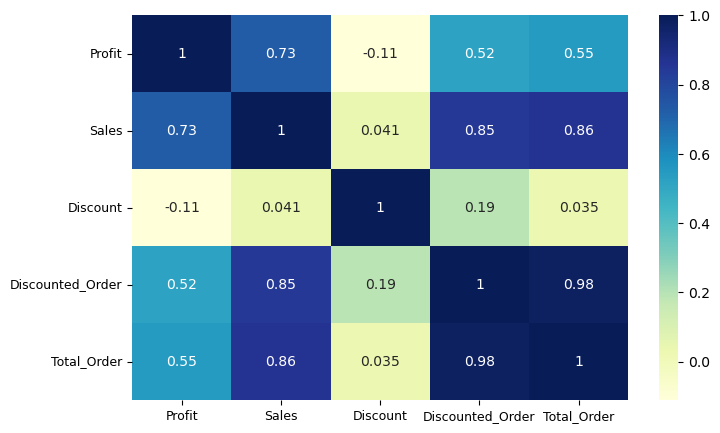 1.0
Profit 1 0.73 -0.11 0.52 0.55
0.8
Sales 0.73 1 0.041 0.85 0.86
0.6
Discount -0.11 0.041 1 0.19 0.035
0.4
0.2
Discounted_Order 0.52 0.85 0.19 1 0.98
Total_Order 0.55 0.86 0.035 0.98 1
0.0
Profit Sales Discount Discounted_Order Total_Order